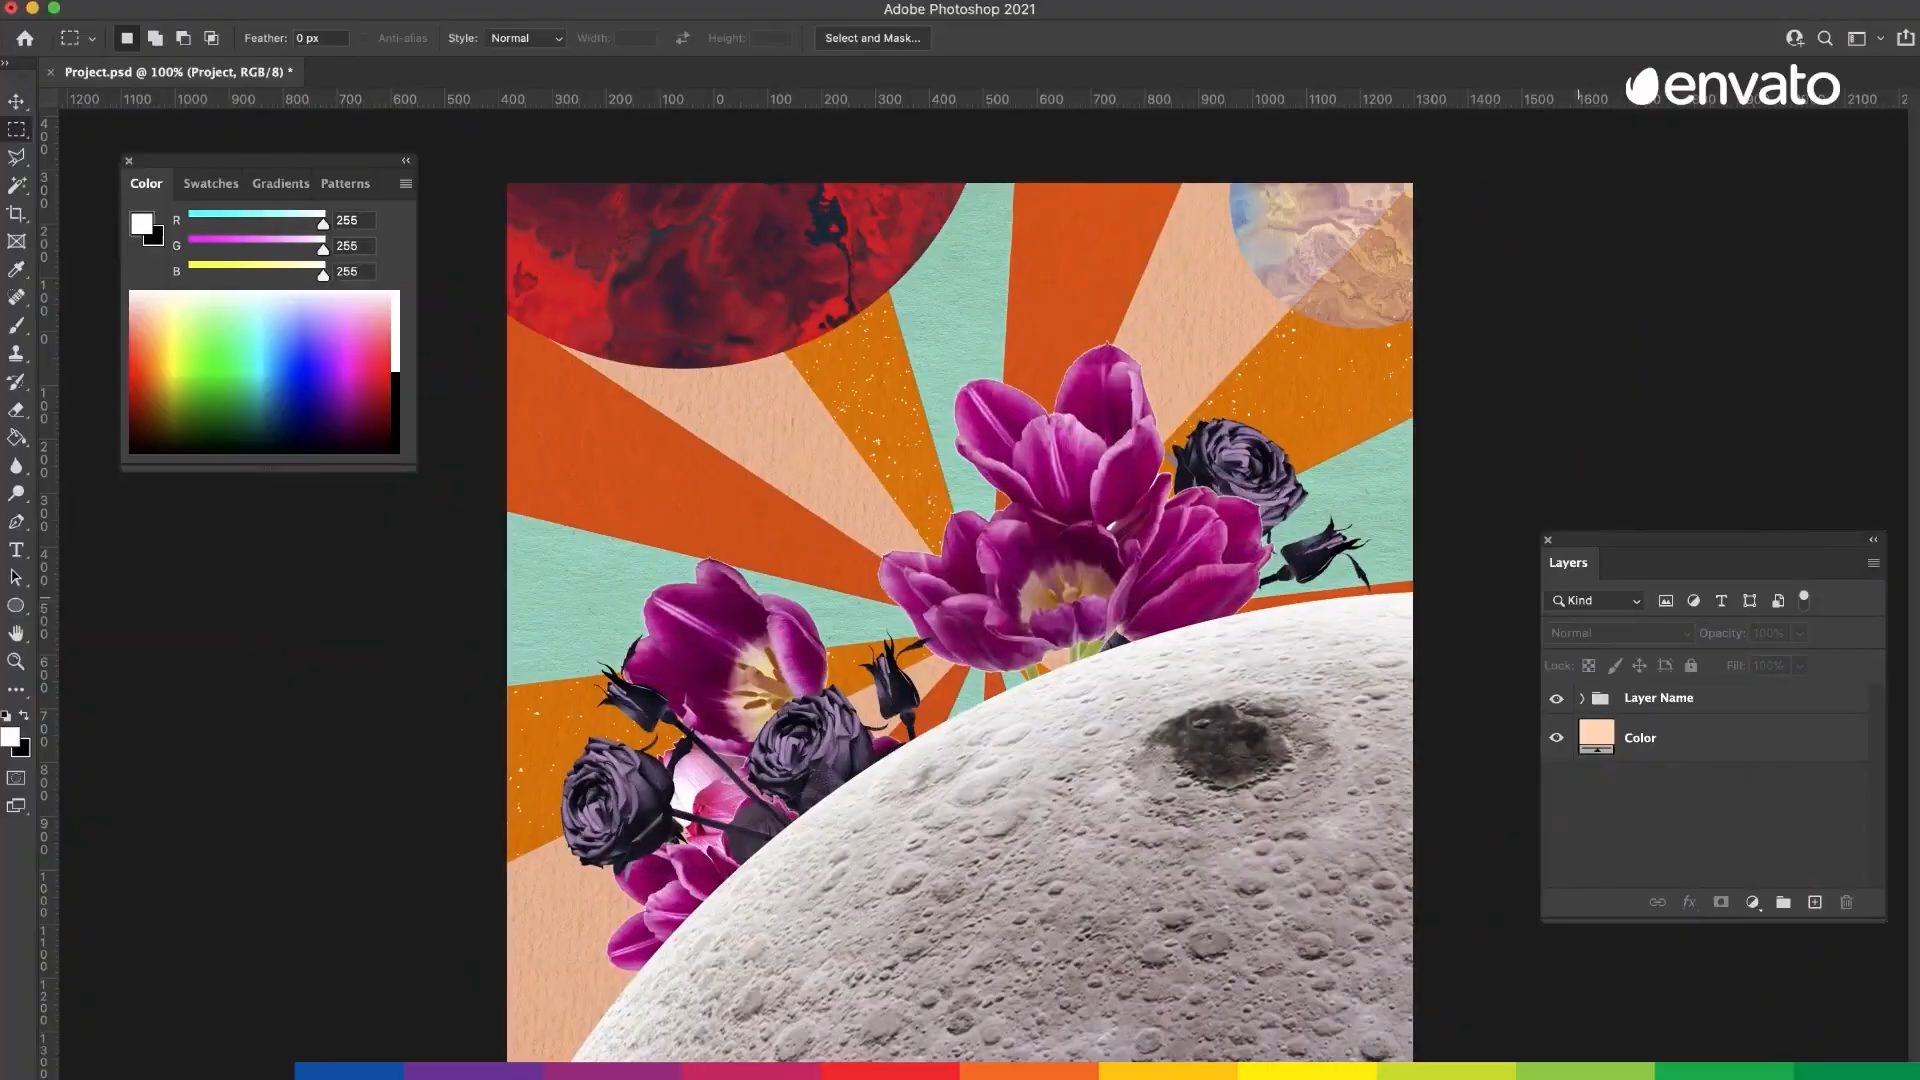 Adobe Photoshop 2021
Feather: 0 px Anti-alias Style: Normal Width: Height: Select and Mask...
Project.psd @ 100% (Project, RGB/8) *
envato
1200 1100 1000 900 800 700 600 500 400 300 200 100 0 100 200 300 400 500 600 700 800 900 1000 1100 1200 1300 1400 1500 1600 2100
Color Swatches Gradients Patterns
R 255
G 255
B 255
Layers
Kind
Normal Opacity: 100%
Lock: Fill: 100%
Layer Name
Color